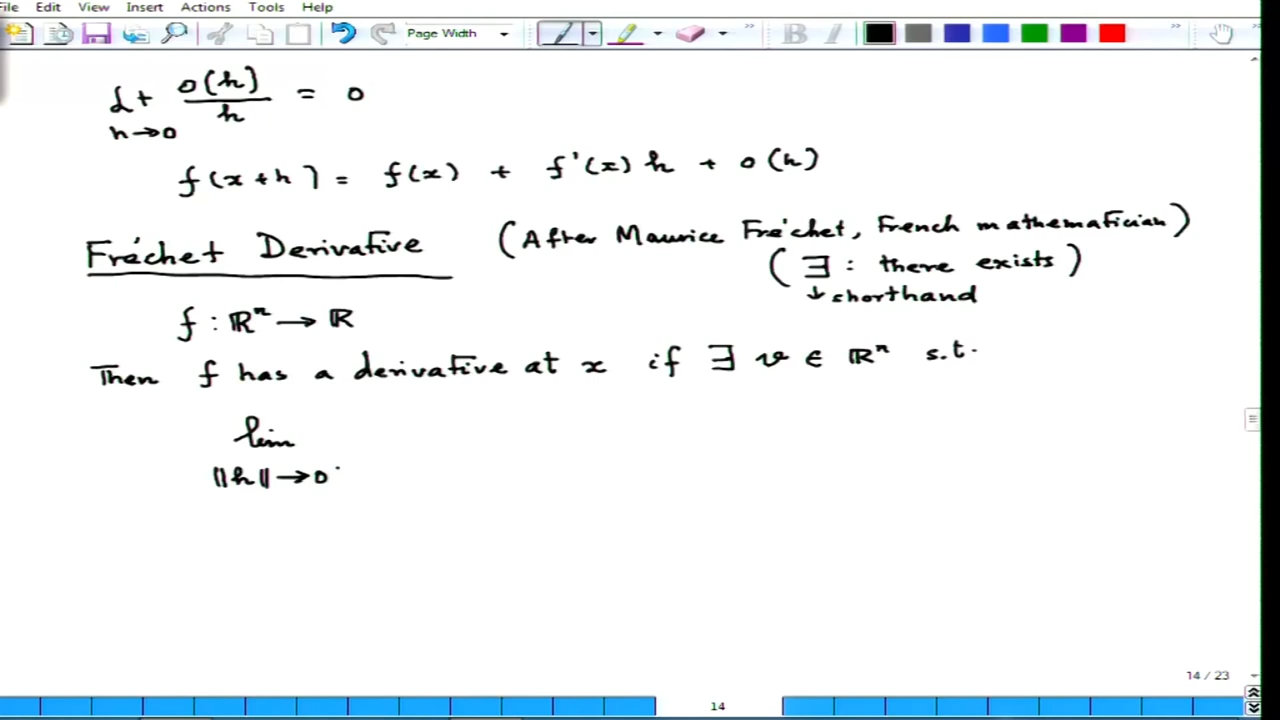 File Edit View Insert Actions Tools Help
Page Width
Lt o(h)/h = 0
h→0
f(x+h) = f(x) + f'(x)h + o(h)
Fréchet Derivative (After Maurice Fréchet, French mathematician)
(∃ : there exists)
↓ shorthand
f : ℝⁿ → ℝ
Then f has a derivative at x if ∃ v ∈ ℝⁿ s.t.
lim
||h|| → 0
14 / 23
14